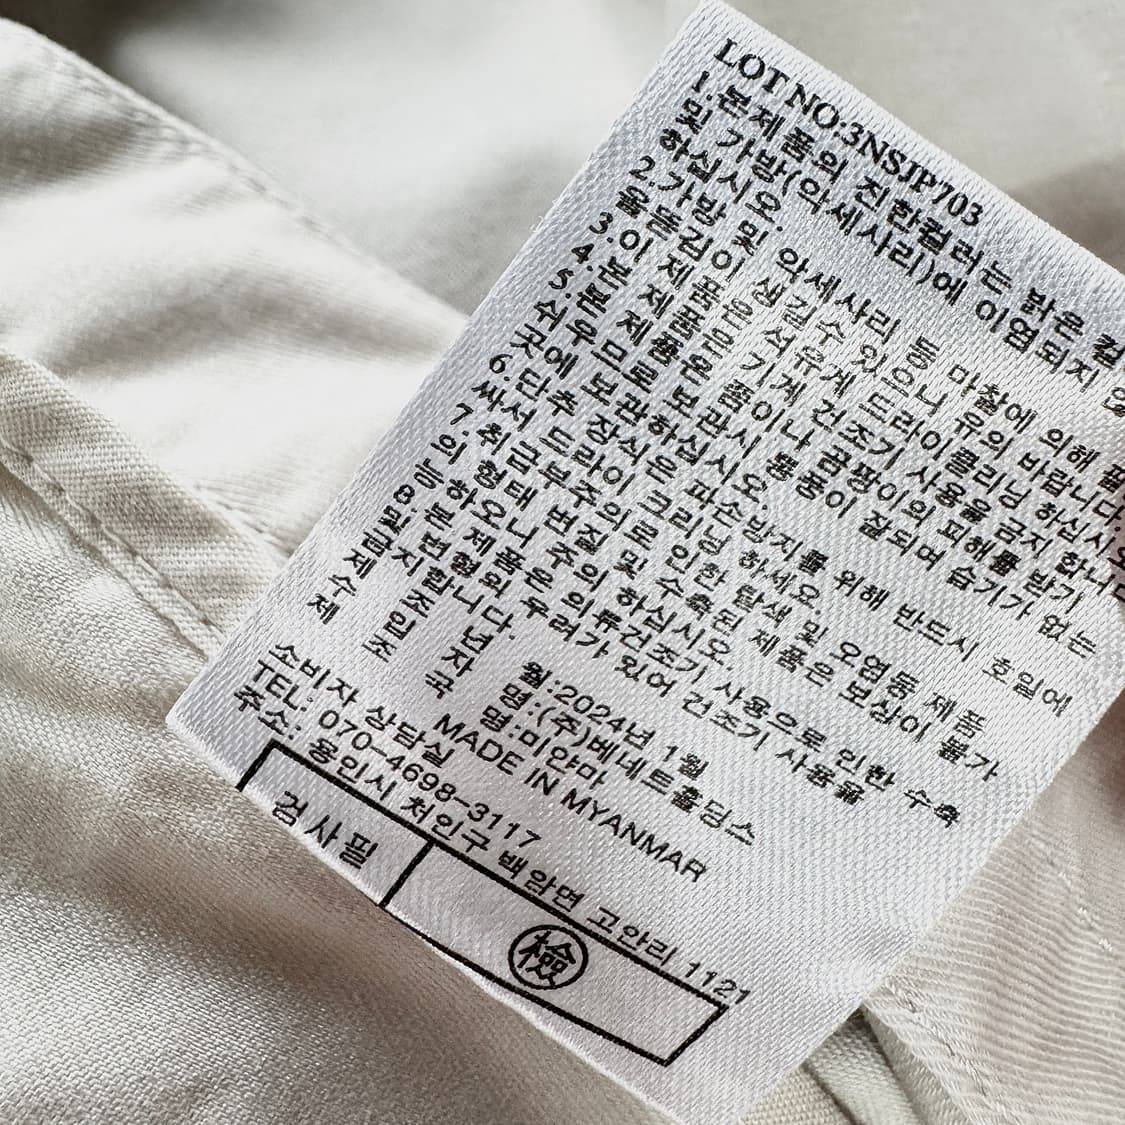 LOT NO:3NSJP703
1.본제품의 진한컬러는 밝은
및 가방(악세사리)에 이염되지
하십시오.
2.가방 및 악세사리 등 마찰에 의해
올뜯김이 생길수 있으니 유의 바랍니다.
3.이 제품은 석유계 드라이클리닝 하십시오
4.본 제품은 기계 건조기 사용을 금지 합니다
5.본 제품은 좀이나 곰팡이의 피해를 받기
쉬우므로 보관시 통풍이 잘되며 습기가 없는
곳에 보관하십시오.
6.단추 장식은 파손방지를 위해 반드시 호일에
싸서 드라이 크리닝 하세요.
7.취급부주의로 인한 탈색 및 오염등 제품
의 형태 변질 및 수축된 제품은 보상이 불가
능하오니 주의 하십시오.
8.본 제품은 의류건조기 사용으로 인한 수축
및 변형의 우려가 있어 건조기 사용을
금지합니다.
제 조 년 월:2024년 1월
수 입 자 명:(주)베네트홀딩스
제 조 국 명:미얀마
MADE IN MYANMAR
소비자 상담실
TEL: 070-4698-3117
주소: 용인시 처인구 백암면 고안리 1121
검사필 檢